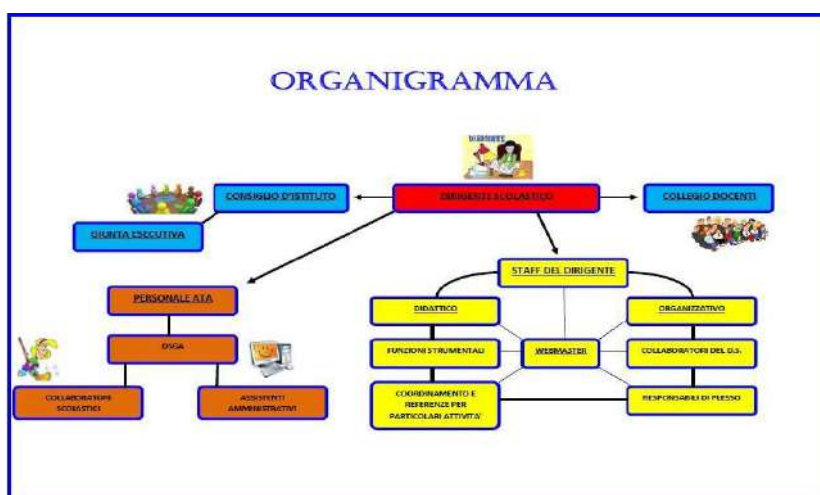 ORGANIGRAMMA
DIRIGENTE
CONSIGLIO D'ISTITUTO
DIRIGENTE SCOLASTICO
COLLEGIO DOCENTI
GIUNTA ESECUTIVA
STAFF DEL DIRIGENTE
PERSONALE ATA
DIDATTICO
ORGANIZZATIVO
DSGA
FUNZIONI STRUMENTALI
WEBMASTER
COLLABORATORI DEL D.S.
COLLABORATORI
SCOLASTICI
ASSISTENTI
AMMINISTRATIVI
COORDINAMENTO E
REFERENZE PER
PARTICOLARI ATTIVITA'
RESPONSABILI DI PLESSO